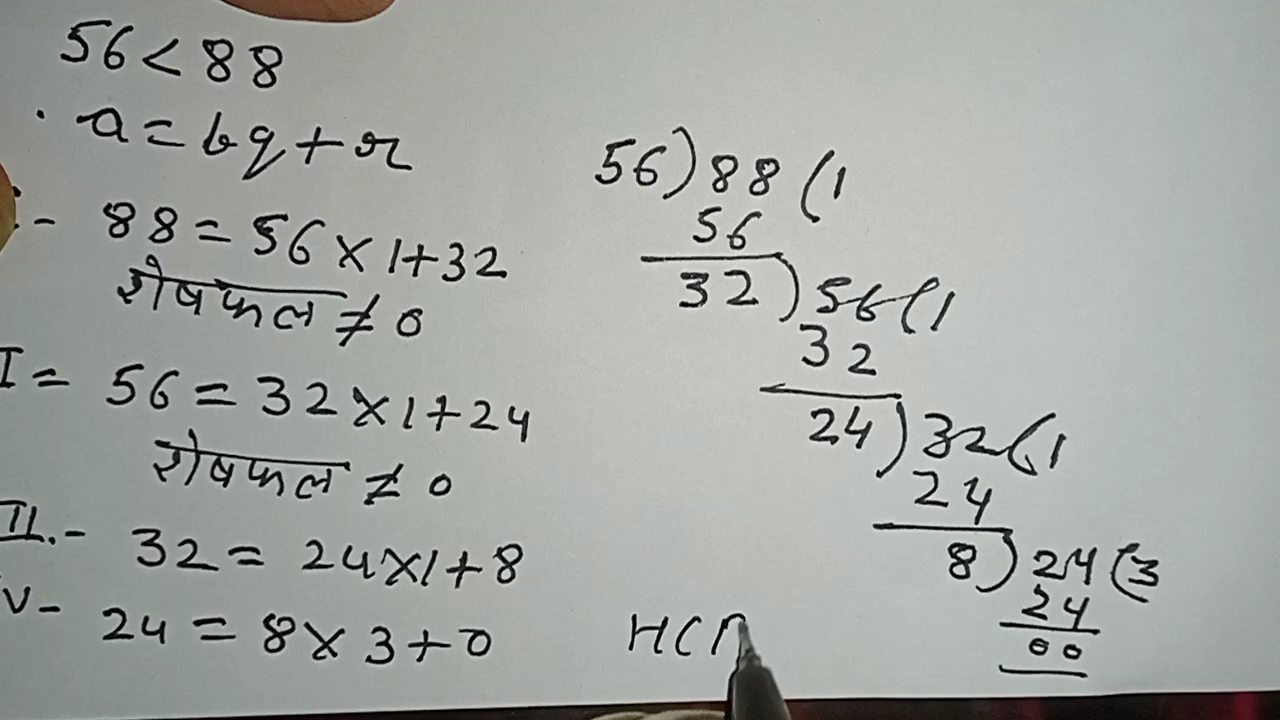 56 < 88
a = bq + r
- 88 = 56 × 1 + 32
शेषफल ≠ 0
I = 56 = 32 × 1 + 24
शेषफल ≠ 0
II.- 32 = 24 × 1 + 8
V- 24 = 8 × 3 + 0
56 ) 88 ( 1
56
32 ) 56 ( 1
32
24 ) 32 ( 1
24
8 ) 24 ( 3
24
00
HC